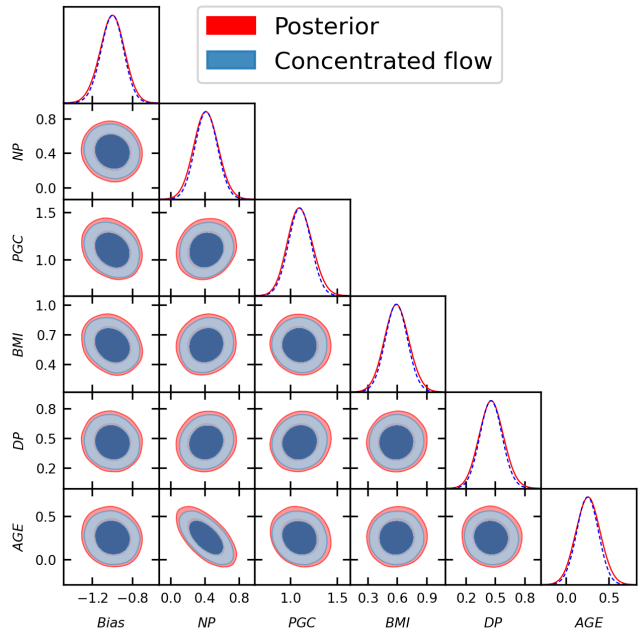 Posterior
Concentrated flow
NP
0.8
0.4
0.0
PGC
1.5
1.0
BMI
1.0
0.7
0.4
DP
0.8
0.5
0.2
AGE
0.5
0.0
−1.2 −0.8 0.0 0.4 0.8 1.0 1.5 0.3 0.6 0.9 0.2 0.5 0.8 0.0 0.5
Bias NP PGC BMI DP AGE